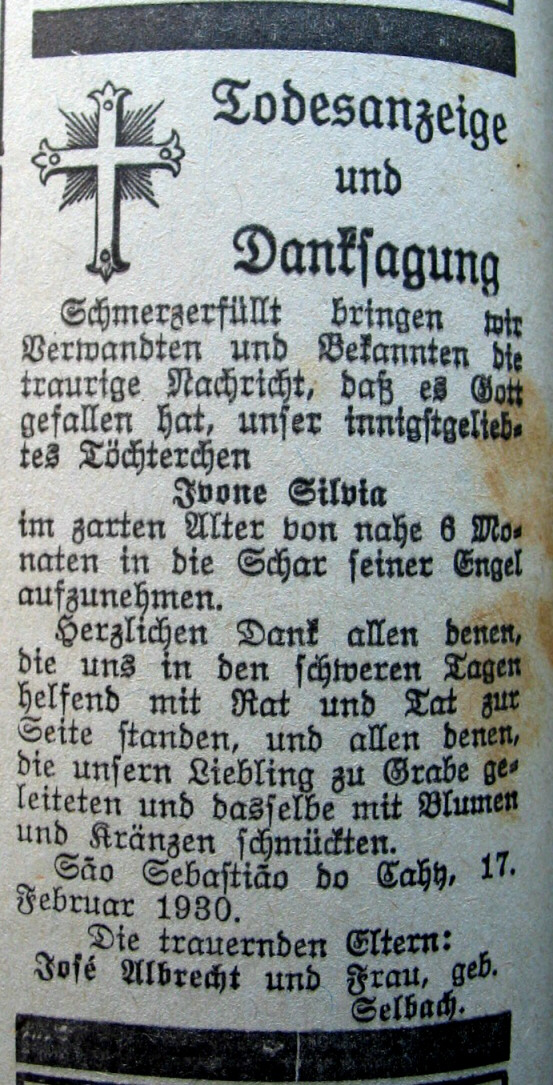 Todesanzeige
und
Danksagung
Schmerzerfüllt bringen wir
Verwandten und Bekannten die
traurige Nachricht, daß es Gott
gefallen hat, unser innigstgelieb-
tes Töchterchen
Ivone Silvia
im zarten Alter von nahe 6 Mo-
naten in die Schar seiner Engel
aufzunehmen.
Herzlichen Dank allen denen,
die uns in den schweren Tagen
helfend mit Rat und Tat zur
Seite standen, und allen denen,
die unsern Liebling zu Grabe ge-
leiteten und dasselbe mit Blumen
und Kränzen schmückten.
São Sebastião do Cahy, 17.
Februar 1930.
Die trauernden Eltern:
José Albrecht und Frau, geb.
Selbach.